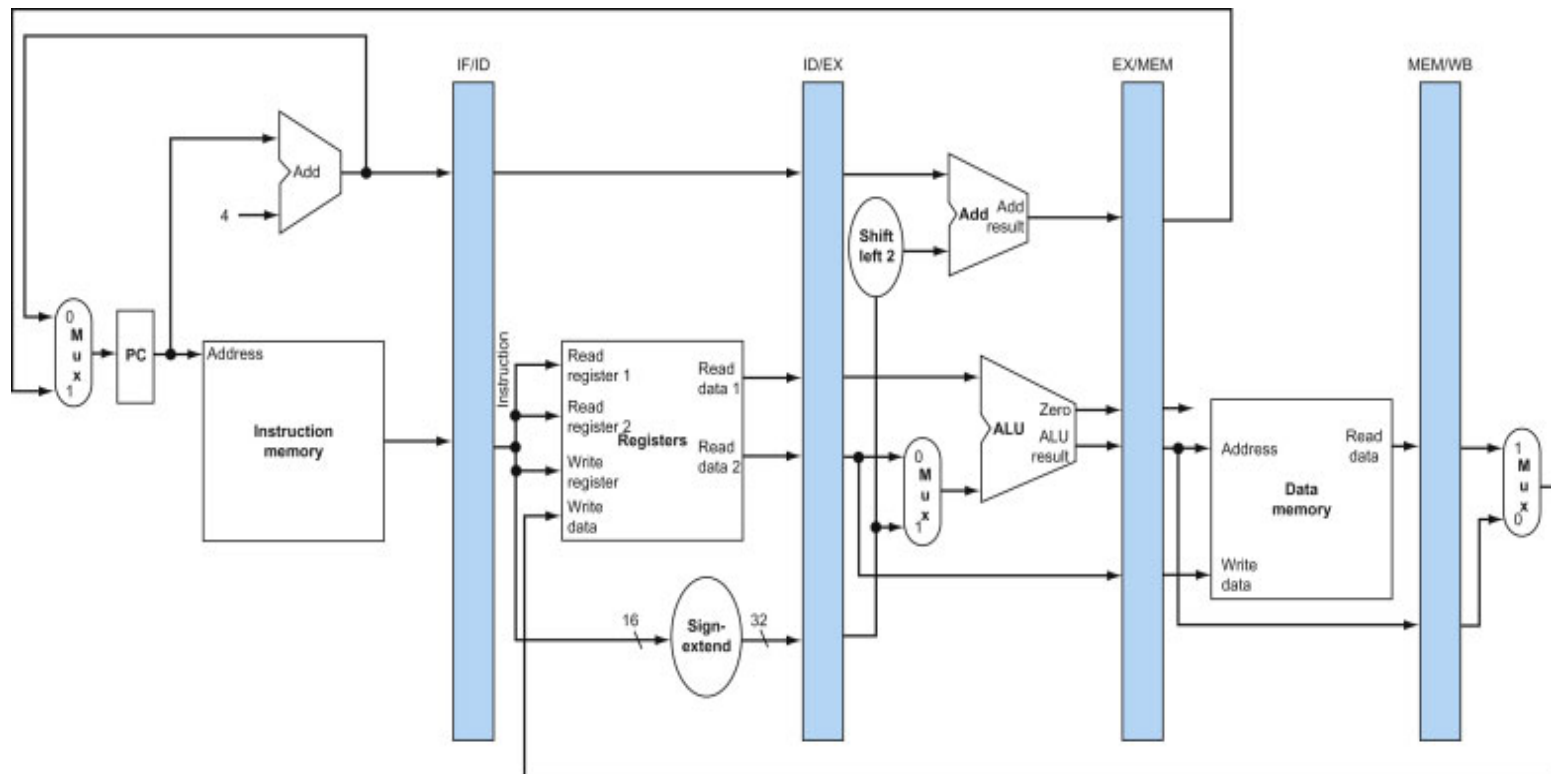 IF/ID
ID/EX
EX/MEM
MEM/WB
Add
4
Add
Add
result
Shift
left 2
0
M
u
x
1
PC
Address
Instruction
memory
Instruction
Read
register 1
Read
register 2
Write
register
Write
data
Registers
Read
data 1
Read
data 2
16
Sign-
extend
32
0
M
u
x
1
Zero
ALU
ALU
result
Address
Read
data
Data
memory
Write
data
1
M
u
x
0